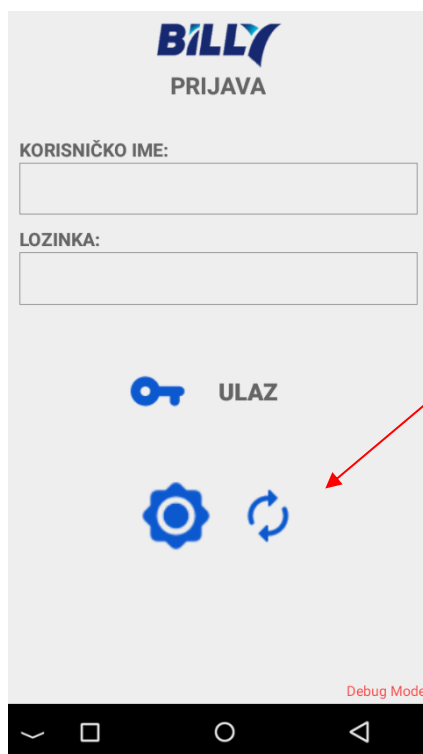 BiLLY
PRIJAVA
KORISNIČKO IME:
LOZINKA:
ULAZ
Debug Mode